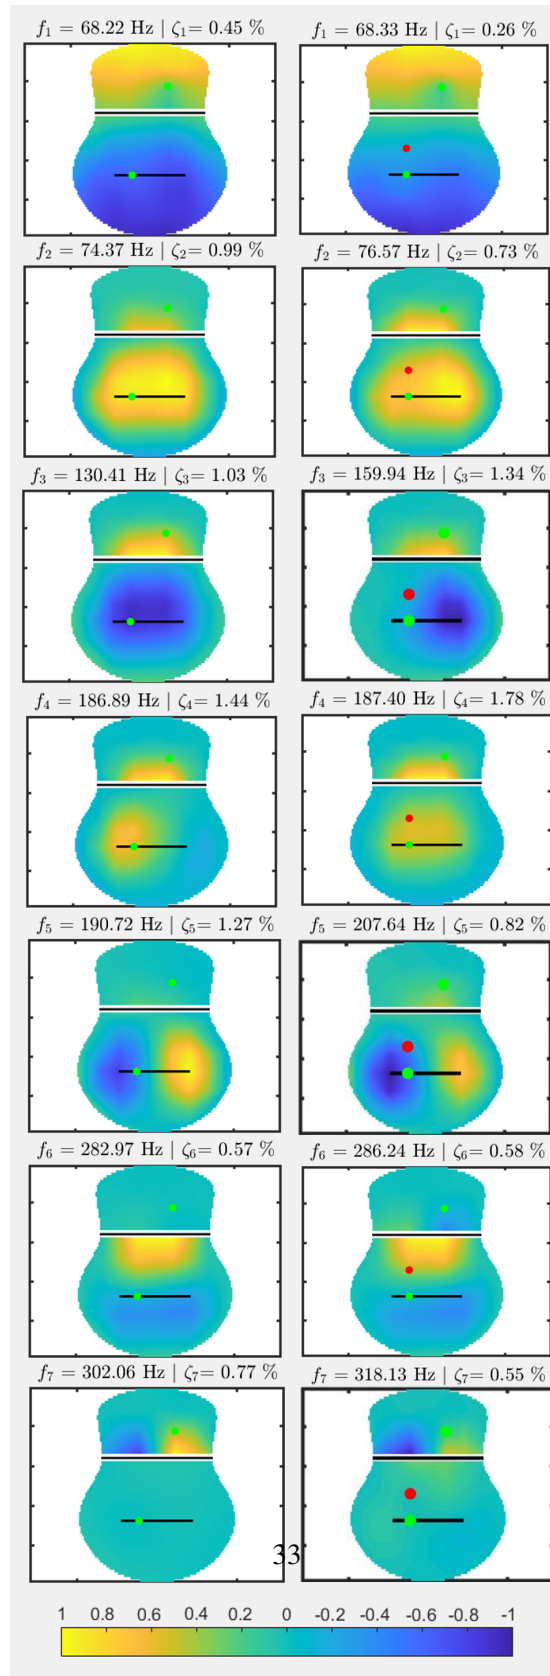 f₁ = 68.22 Hz | ζ₁= 0.45 % f₁ = 68.33 Hz | ζ₁= 0.26 %
f₂ = 74.37 Hz | ζ₂= 0.99 % f₂ = 76.57 Hz | ζ₂= 0.73 %
f₃ = 130.41 Hz | ζ₃= 1.03 % f₃ = 159.94 Hz | ζ₃= 1.34 %
f₄ = 186.89 Hz | ζ₄= 1.44 % f₄ = 187.40 Hz | ζ₄= 1.78 %
f₅ = 190.72 Hz | ζ₅= 1.27 % f₅ = 207.64 Hz | ζ₅= 0.82 %
f₆ = 282.97 Hz | ζ₆= 0.57 % f₆ = 286.24 Hz | ζ₆= 0.58 %
f₇ = 302.06 Hz | ζ₇= 0.77 % f₇ = 318.13 Hz | ζ₇= 0.55 %
33
1 0.8 0.6 0.4 0.2 0 -0.2 -0.4 -0.6 -0.8 -1